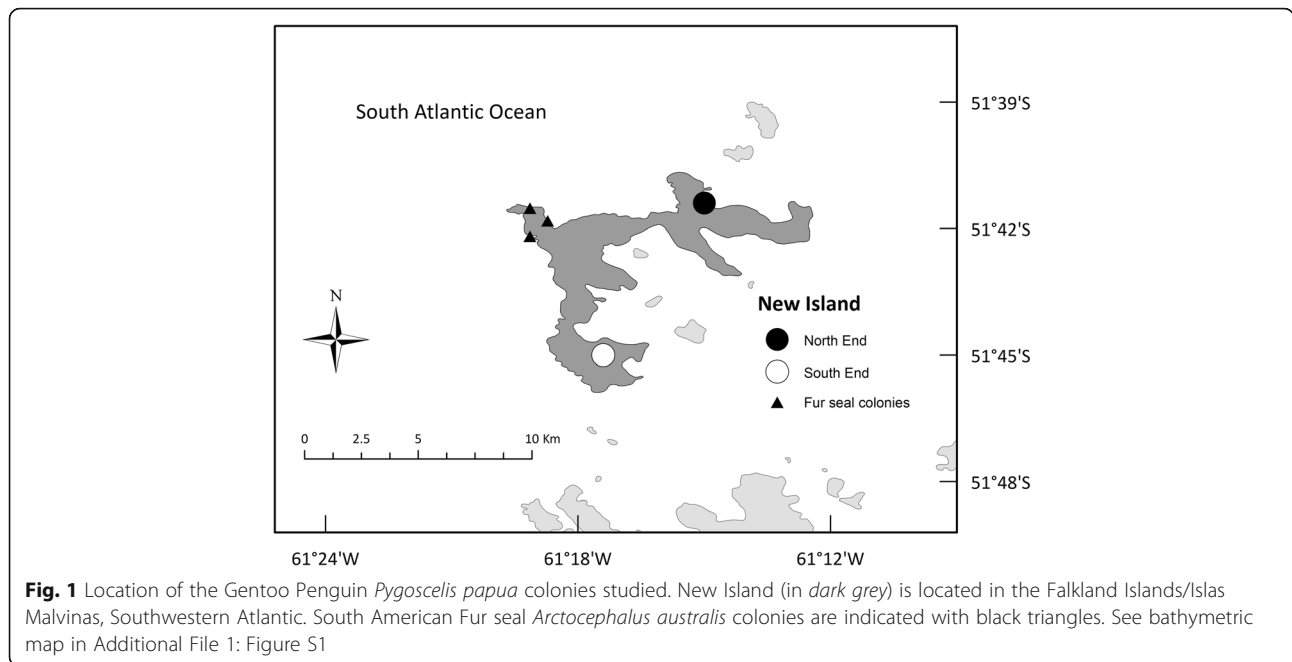 South Atlantic Ocean
51°39'S
51°42'S
N
New Island
North End
South End
Fur seal colonies
51°45'S
0 2.5 5 10 Km
51°48'S
61°24'W 61°18'W 61°12'W
Fig. 1 Location of the Gentoo Penguin Pygoscelis papua colonies studied. New Island (in dark grey) is located in the Falkland Islands/Islas
Malvinas, Southwestern Atlantic. South American Fur seal Arctocephalus australis colonies are indicated with black triangles. See bathymetric
map in Additional File 1: Figure S1